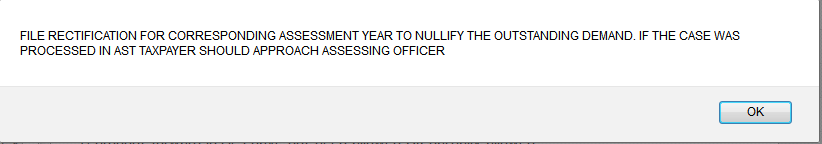 FILE RECTIFICATION FOR CORRESPONDING ASSESSMENT YEAR TO NULLIFY THE OUTSTANDING DEMAND. IF THE CASE WAS
PROCESSED IN AST TAXPAYER SHOULD APPROACH ASSESSING OFFICER
OK